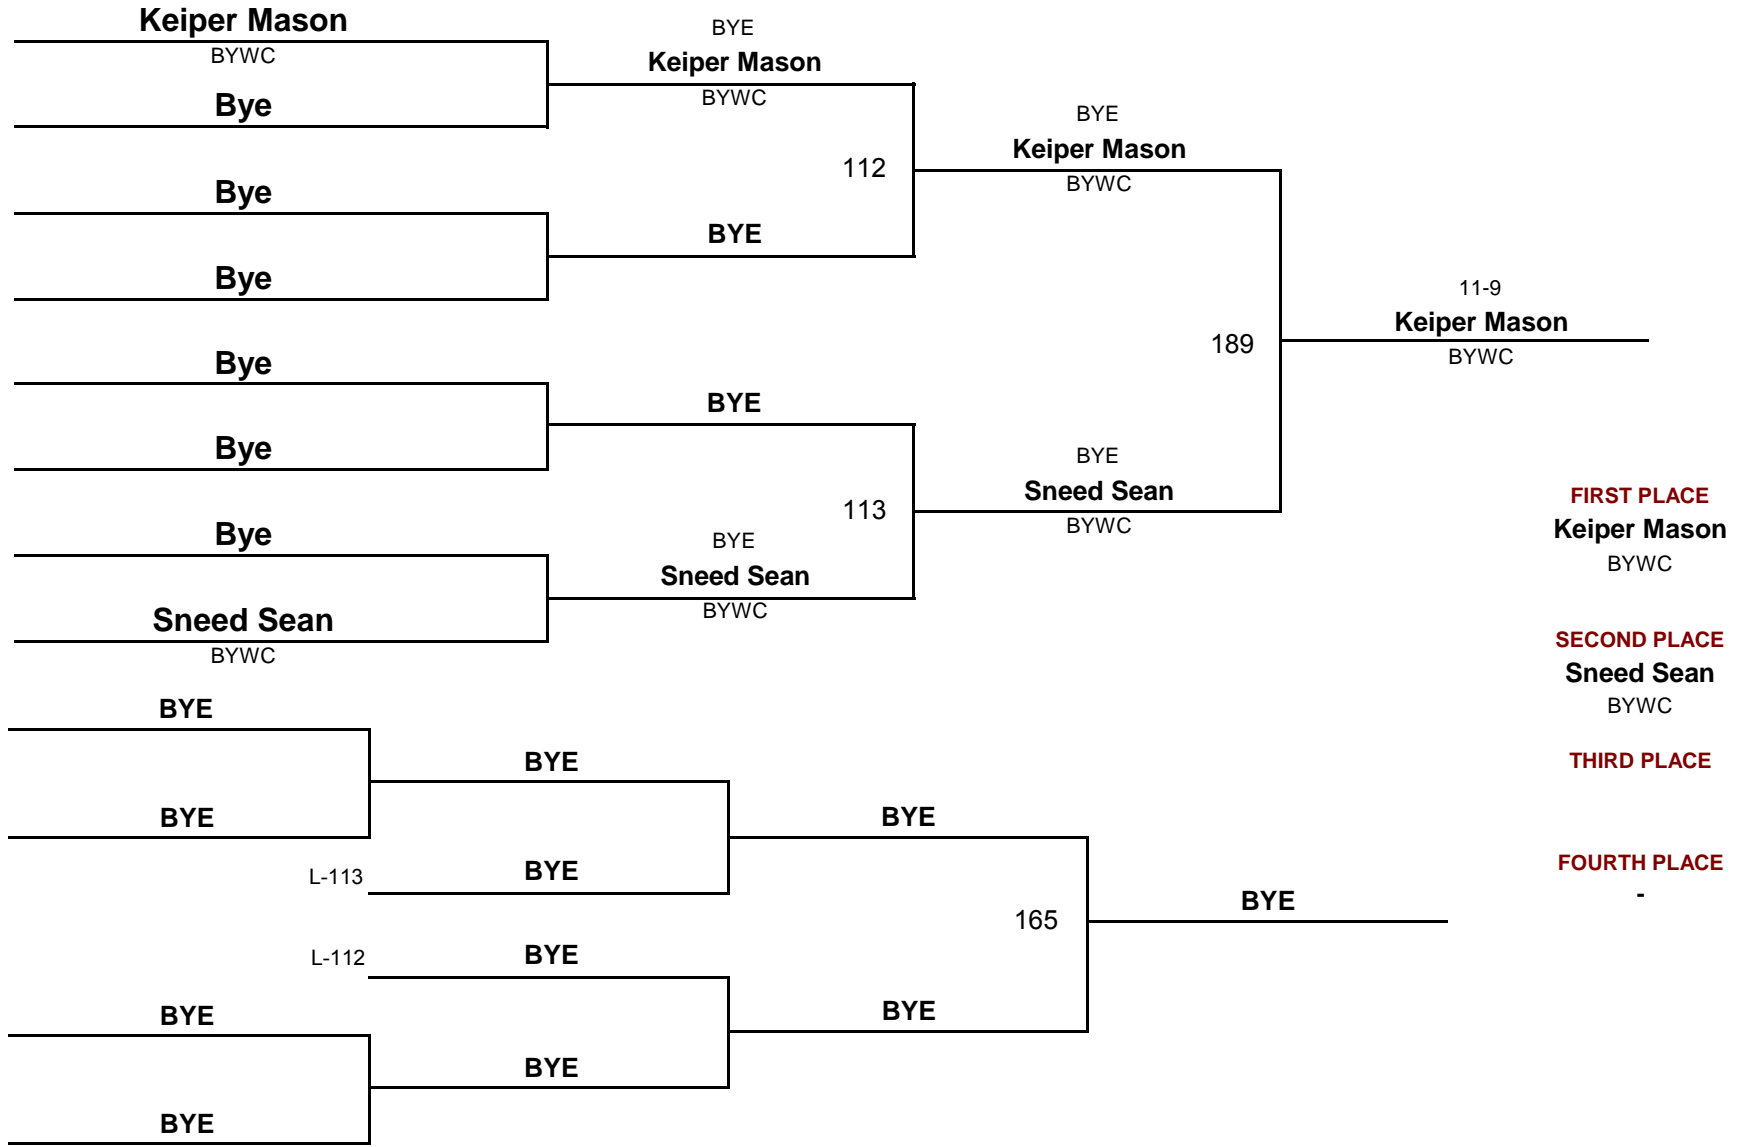 Keiper Mason
BYWC
Bye
Bye
Bye
Bye
Bye
Bye
Sneed Sean
BYWC
BYE
Keiper Mason
BYWC
112
BYE
BYE
113
BYE
Sneed Sean
BYWC
BYE
Keiper Mason
BYWC
189
BYE
Sneed Sean
BYWC
11-9
Keiper Mason
BYWC
FIRST PLACE
Keiper Mason
BYWC
SECOND PLACE
Sneed Sean
BYWC
THIRD PLACE
FOURTH PLACE
-
BYE
BYE
BYE
BYE
BYE
L-113
BYE
L-112
BYE
BYE
BYE
BYE
165
BYE